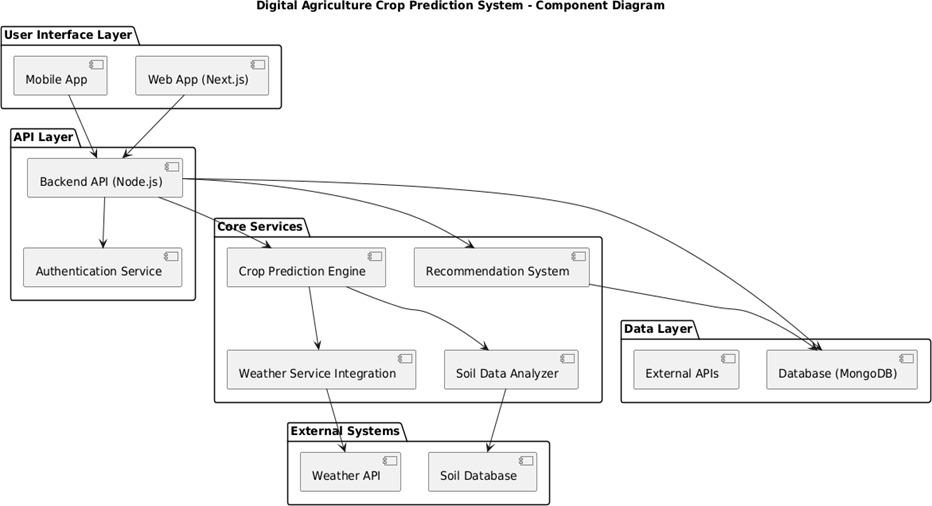 Digital Agriculture Crop Prediction System - Component Diagram
User Interface Layer
Mobile App
Web App (Next.js)
API Layer
Backend API (Node.js)
Authentication Service
Core Services
Crop Prediction Engine
Recommendation System
Weather Service Integration
Soil Data Analyzer
Data Layer
External APIs
Database (MongoDB)
External Systems
Weather API
Soil Database